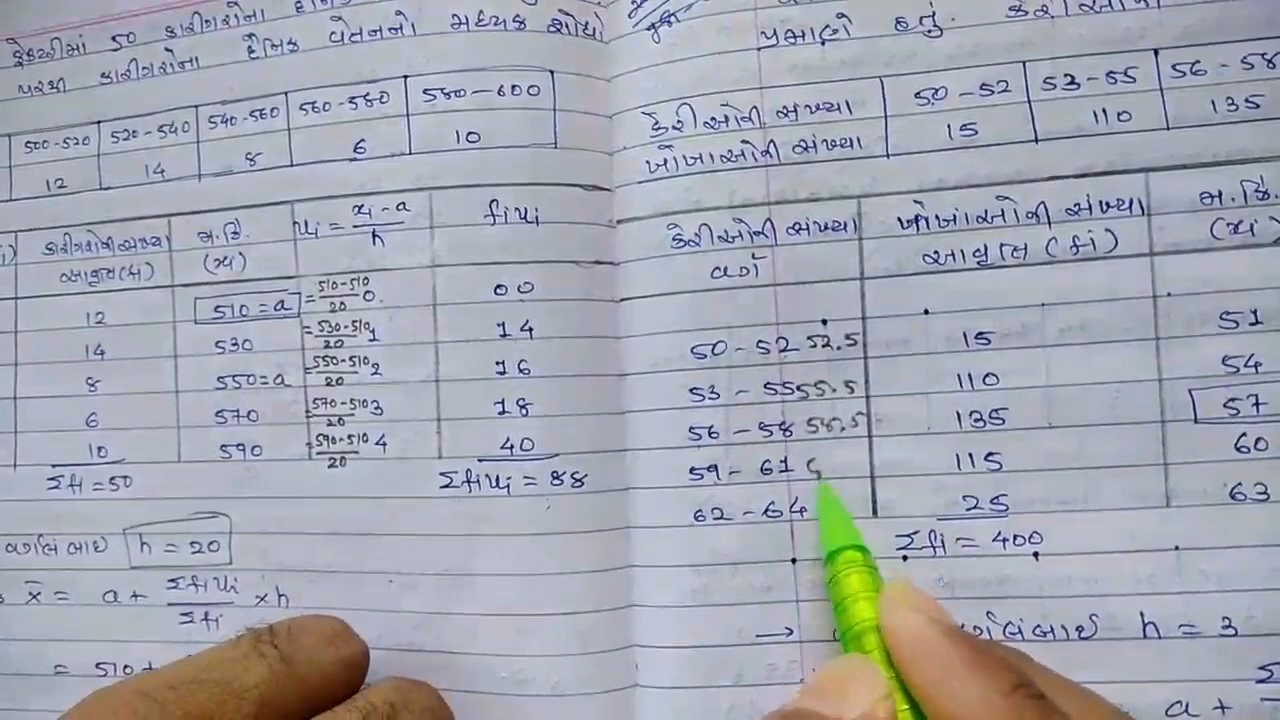 ફેક્ટરીમાં 50 કારીગરોના
પરથી કારીગરોના દૈનિક વેતનનો મધ્યક શોધો
500-520 520-540 540-560 560-580 580-600
12 14 8 6 10
કારીગરોની સંખ્યા મ.કિ. ui = xi-a/h fiui
આવૃત્તિ (fi) (xi)
12 510=a =510-510/20 0 00
14 530 =530-510/20 1 14
8 550=a =550-510/20 2 16
6 570 =570-510/20 3 18
10 590 =590-510/20 4 40
Σfi = 50 Σfiui = 88
વર્ગલંબાઈ h = 20
x̄ = a + Σfiui/Σfi × h
= 510+
પ્રમાણે હતું.
કેરીઓની સંખ્યા 50-52 53-55 56-58
ખોખાઓની સંખ્યા 15 110 135
કેરીઓની સંખ્યા ખોખાંઓની સંખ્યા મ.કિ.
વર્ગ આવૃત્તિ (fi) (xi)
50-52 52.5 15 51
53-55 55.5 110 54
56-58 58.5 135 57
59-61 115 60
62-64 25 63
Σfi = 400
→ વર્ગલંબાઈ h = 3
a +